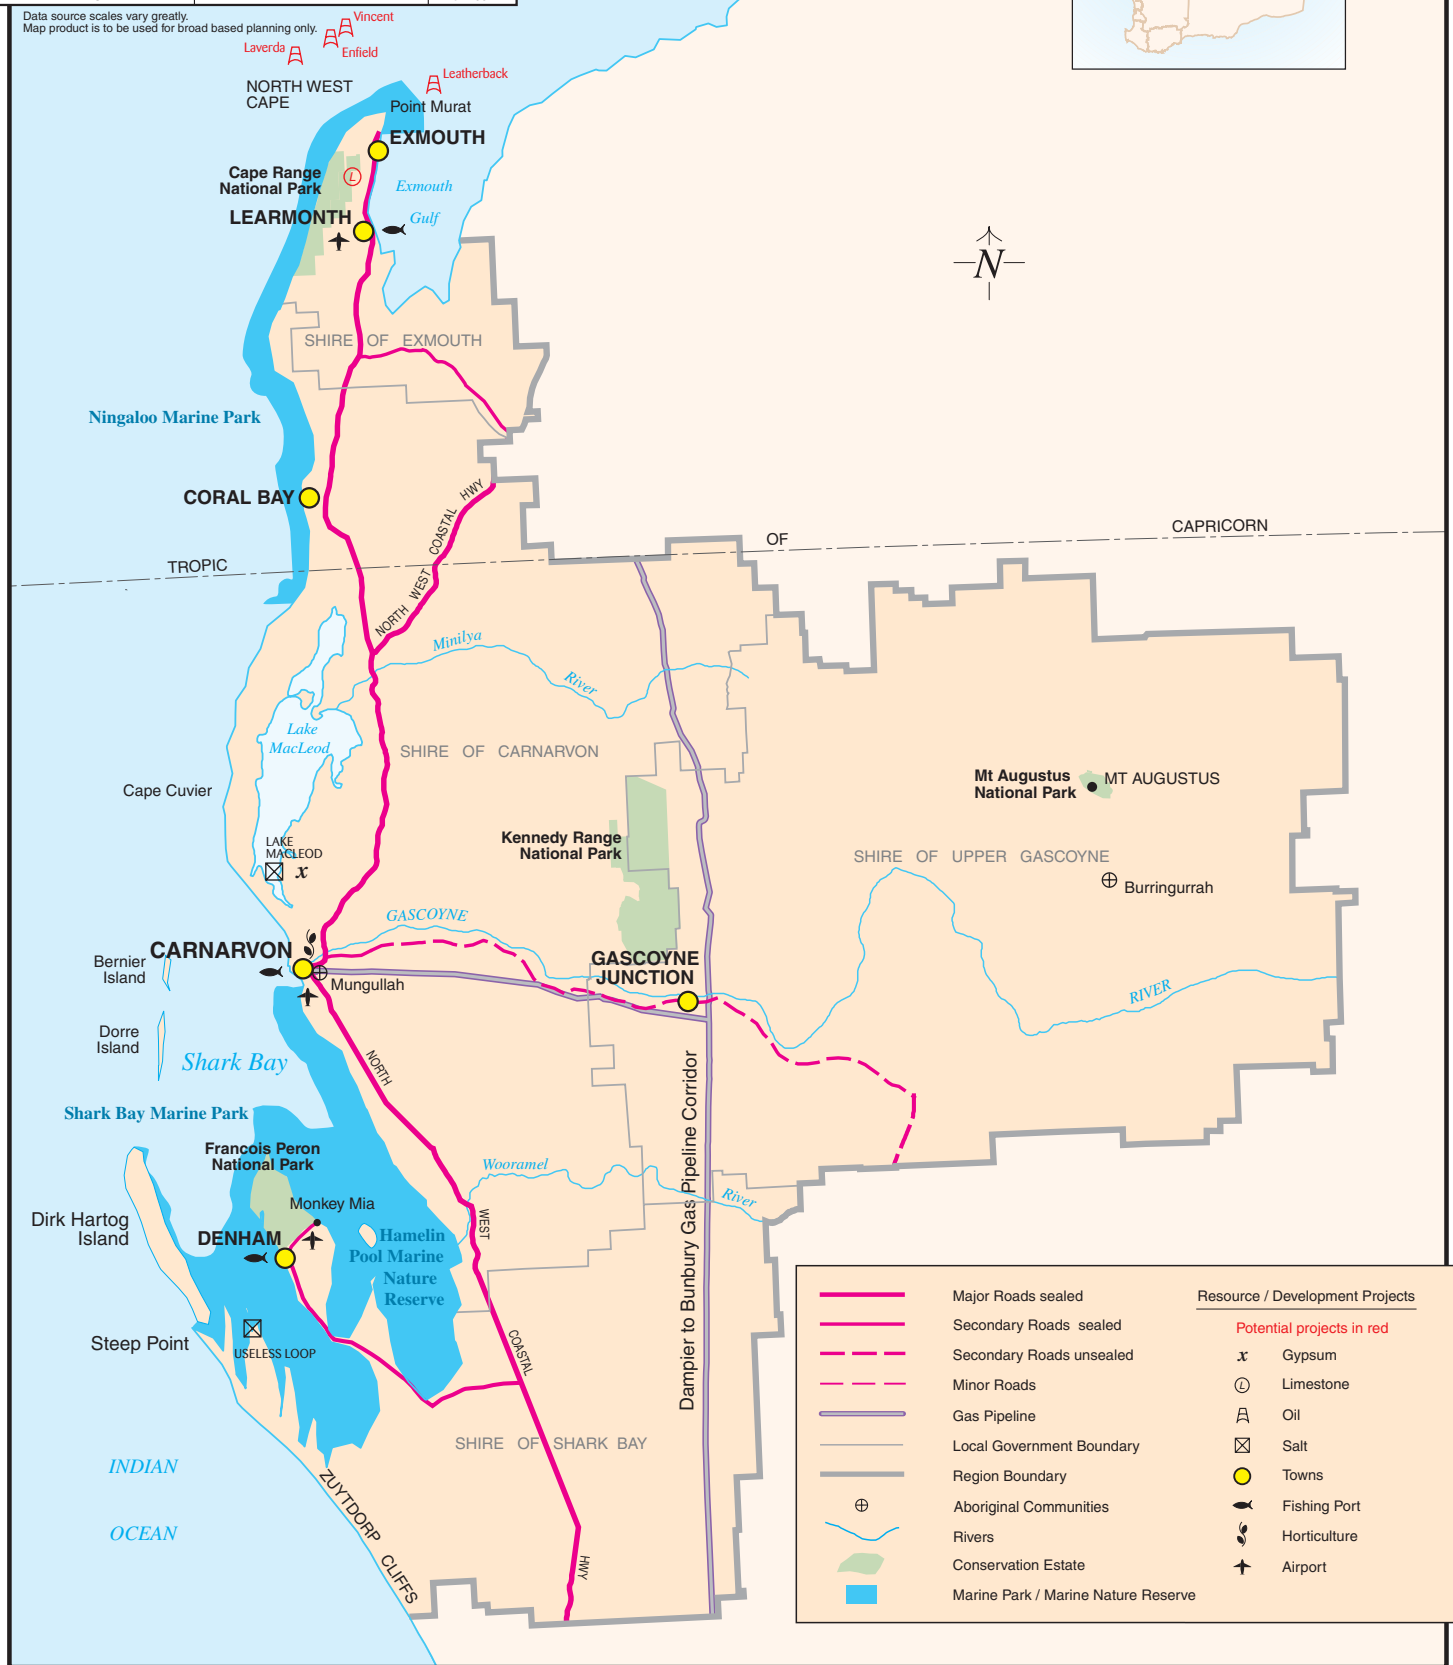 Data source scales vary greatly.
Map product is to be used for broad based planning only.
Vincent
Laverda
Enfield
Leatherback
NORTH WEST
CAPE
Point Murat
EXMOUTH
Cape Range
National Park
L
Exmouth
Gulf
LEARMONTH
N
SHIRE OF EXMOUTH
Ningaloo Marine Park
CORAL BAY
NORTH WEST COASTAL HWY
TROPIC
OF
CAPRICORN
Minilya
River
Lake
MacLeod
SHIRE OF CARNARVON
Cape Cuvier
Mt Augustus
National Park
MT AUGUSTUS
LAKE
MACLEOD
x
Kennedy Range
National Park
SHIRE OF UPPER GASCOYNE
Burringurrah
GASCOYNE
CARNARVON
GASCOYNE
JUNCTION
Bernier
Island
Mungullah
RIVER
Dorre
Island
Shark Bay
NORTH
Dampier to Bunbury Gas Pipeline Corridor
Shark Bay Marine Park
Francois Peron
National Park
Wooramel
River
Monkey Mia
Dirk Hartog
Island
DENHAM
WEST
Hamelin
Pool Marine
Nature
Reserve
Steep Point
USELESS LOOP
COASTAL
SHIRE OF SHARK BAY
INDIAN
OCEAN
ZUYTDORP CLIFFS
HWY
Major Roads sealed
Secondary Roads sealed
Secondary Roads unsealed
Minor Roads
Gas Pipeline
Local Government Boundary
Region Boundary
Aboriginal Communities
Rivers
Conservation Estate
Marine Park / Marine Nature Reserve
Resource / Development Projects
Potential projects in red
x Gypsum
L Limestone
Oil
Salt
Towns
Fishing Port
Horticulture
Airport